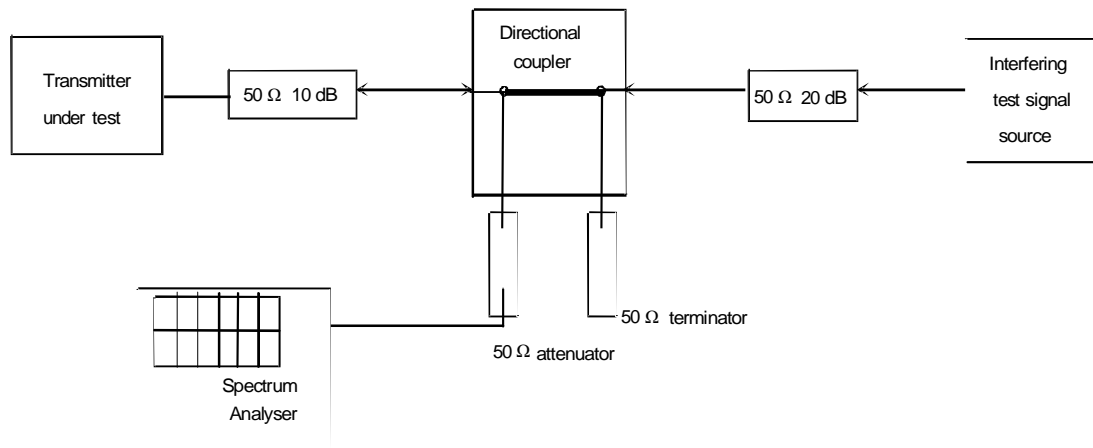 Directional
coupler
Transmitter
under test
50 Ω 10 dB
50 Ω 20 dB
Interfering
test signal
source
50 Ω terminator
50 Ω attenuator
Spectrum
Analyser